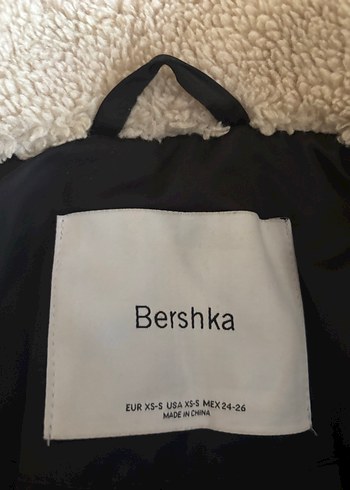 Bershka
EUR XS-S USA XS-S MEX 24-26
MADE IN CHINA